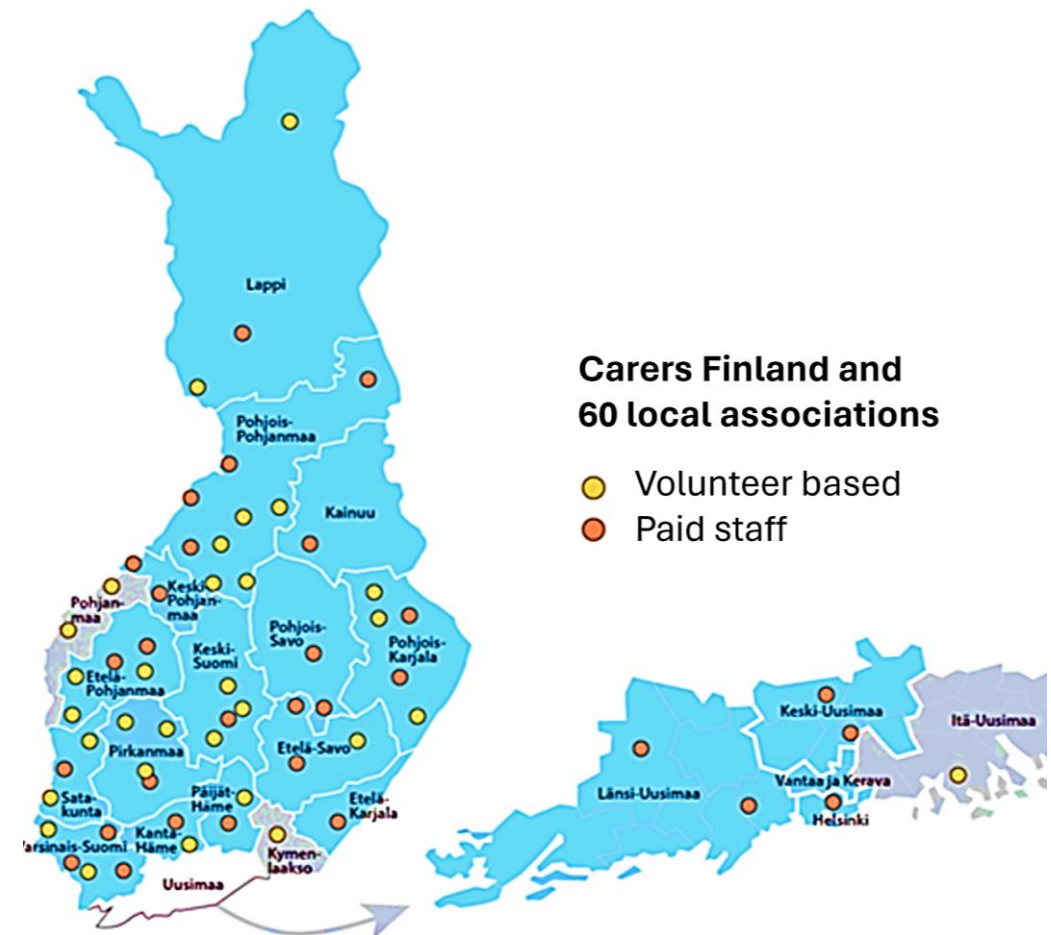 Lappi
Carers Finland and
60 local associations
Volunteer based
Paid staff
Pohjois-
Pohjanmaa
Kainuu
Keski-
Pohjan-
maa
Pohjan-
maa
Pohjois-
Savo
Pohjois-
Karjala
Keski-
Suomi
Etelä-
Pohjanmaa
Pirkanmaa
Etelä-Savo
Sata-
kunta
Päijät-
Häme
Etelä-
Karjala
arsinais-Suomi
Kanta-
Häme
Kymen-
laakso
Uusimaa
Keski-Uusimaa
Itä-Uusimaa
Länsi-Uusimaa
Vantaa ja Kerava
Helsinki